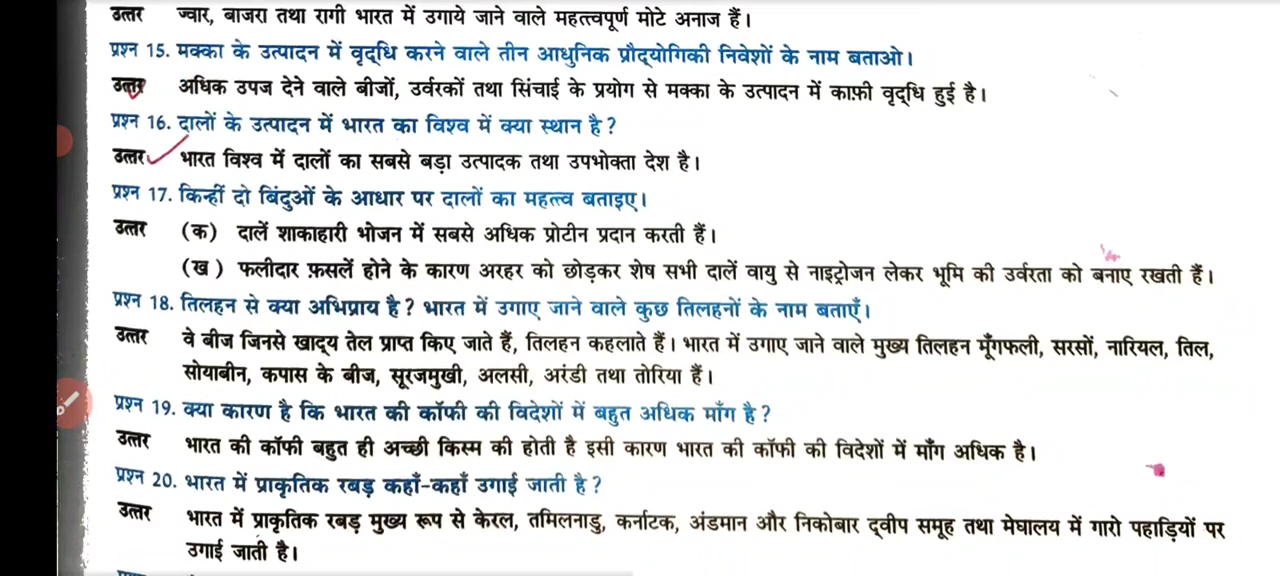 उत्तर ज्वार, बाजरा तथा रागी भारत में उगाये जाने वाले महत्त्वपूर्ण मोटे अनाज हैं।
प्रश्न 15. मक्का के उत्पादन में वृद्धि करने वाले तीन आधुनिक प्रौद्योगिकी निवेशों के नाम बताओ।
उत्तर अधिक उपज देने वाले बीजों, उर्वरकों तथा सिंचाई के प्रयोग से मक्का के उत्पादन में काफ़ी वृद्धि हुई है।
प्रश्न 16. दालों के उत्पादन में भारत का विश्व में क्या स्थान है?
उत्तर भारत विश्व में दालों का सबसे बड़ा उत्पादक तथा उपभोक्ता देश है।
प्रश्न 17. किन्हीं दो बिंदुओं के आधार पर दालों का महत्त्व बताइए।
उत्तर (क) दालें शाकाहारी भोजन में सबसे अधिक प्रोटीन प्रदान करती हैं।
(ख) फलीदार फ़सलें होने के कारण अरहर को छोड़कर शेष सभी दालें वायु से नाइट्रोजन लेकर भूमि की उर्वरता को बनाए रखती हैं।
प्रश्न 18. तिलहन से क्या अभिप्राय है? भारत में उगाए जाने वाले कुछ तिलहनों के नाम बताएँ।
उत्तर वे बीज जिनसे खाद्य तेल प्राप्त किए जाते हैं, तिलहन कहलाते हैं। भारत में उगाए जाने वाले मुख्य तिलहन मूँगफली, सरसों, नारियल, तिल,
सोयाबीन, कपास के बीज, सूरजमुखी, अलसी, अरंडी तथा तोरिया हैं।
प्रश्न 19. क्या कारण है कि भारत की कॉफी की विदेशों में बहुत अधिक माँग है?
उत्तर भारत की कॉफी बहुत ही अच्छी किस्म की होती है इसी कारण भारत की कॉफी की विदेशों में माँग अधिक है।
प्रश्न 20. भारत में प्राकृतिक रबड़ कहाँ-कहाँ उगाई जाती है?
उत्तर भारत में प्राकृतिक रबड़ मुख्य रूप से केरल, तमिलनाडु, कर्नाटक, अंडमान और निकोबार द्वीप समूह तथा मेघालय में गारो पहाड़ियों पर
उगाई जाती है।